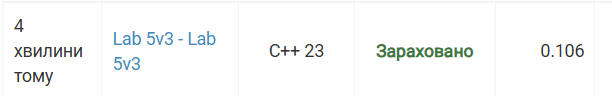 4
хвилини
тому
Lab 5v3 - Lab
5v3
C++ 23
Зараховано
0.106